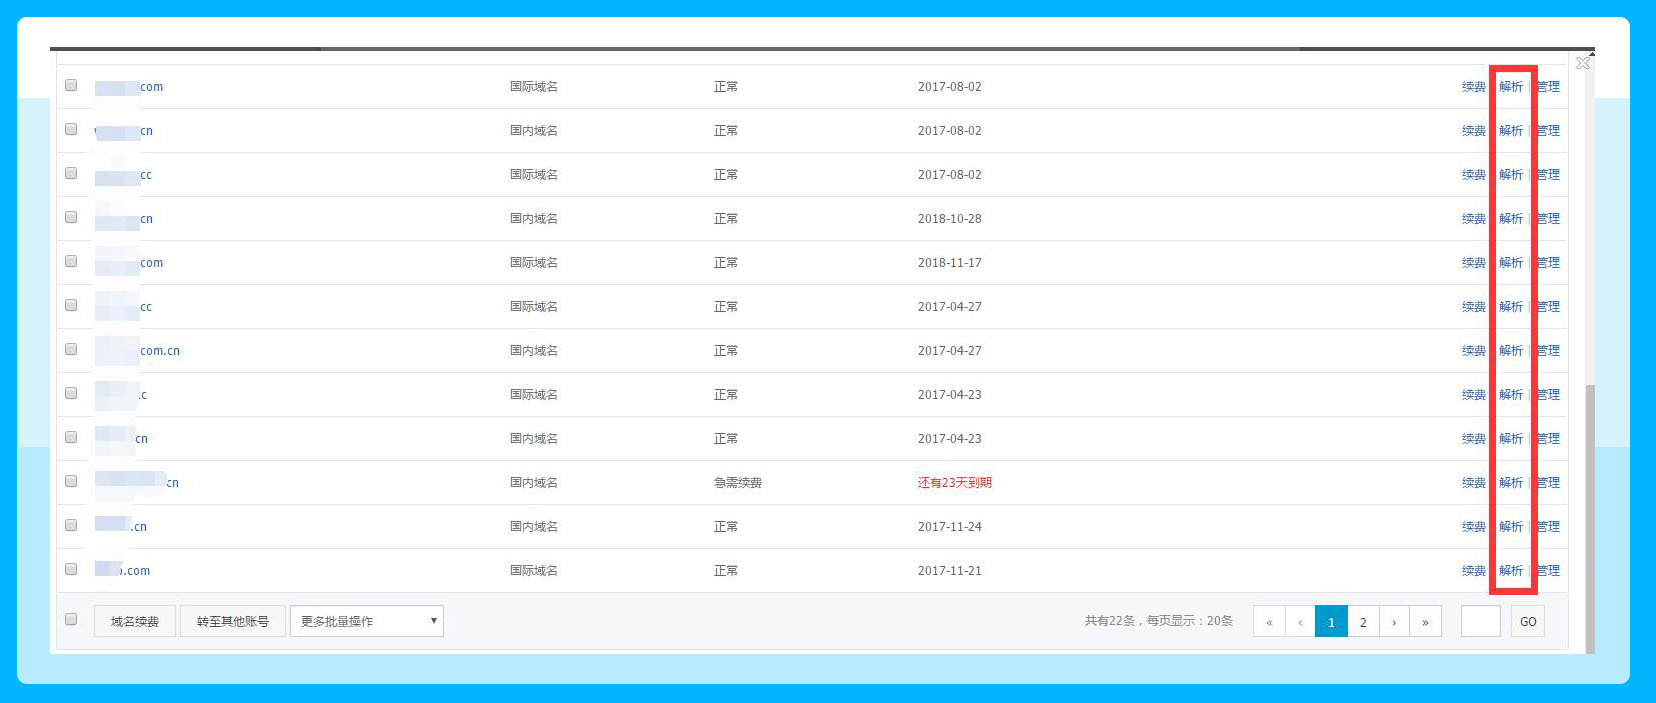 com 国际域名 正常 2017-08-02 续费 解析 | 管理
cn 国内域名 正常 2017-08-02 续费 解析 | 管理
cc 国际域名 正常 2017-08-02 续费 解析 | 管理
cn 国内域名 正常 2018-10-28 续费 解析 | 管理
com 国际域名 正常 2018-11-17 续费 解析 | 管理
cc 国际域名 正常 2017-04-27 续费 解析 | 管理
com.cn 国内域名 正常 2017-04-27 续费 解析 | 管理
c 国际域名 正常 2017-04-23 续费 解析 | 管理
cn 国内域名 正常 2017-04-23 续费 解析 | 管理
cn 国内域名 急需续费 还有23天到期 续费 解析 | 管理
.cn 国内域名 正常 2017-11-24 续费 解析 | 管理
.com 国际域名 正常 2017-11-21 续费 解析 | 管理
域名续费 转至其他账号 更多批量操作 ▼ 共有22条，每页显示：20条 « ‹ 1 2 › » GO